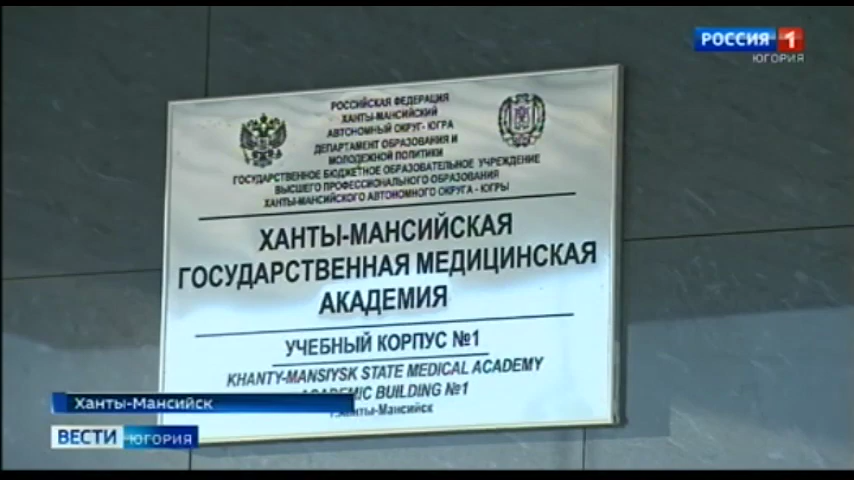 РОССИЯ 1
ЮГОРИЯ
РОССИЙСКАЯ ФЕДЕРАЦИЯ
ХАНТЫ-МАНСИЙСКИЙ
АВТОНОМНЫЙ ОКРУГ- ЮГРА
ДЕПАРТАМЕНТ ОБРАЗОВАНИЯ И
МОЛОДЕЖНОЙ ПОЛИТИКИ
ГОСУДАРСТВЕННОЕ БЮДЖЕТНОЕ ОБРАЗОВАТЕЛЬНОЕ УЧРЕЖДЕНИЕ
ВЫСШЕГО ПРОФЕССИОНАЛЬНОГО ОБРАЗОВАНИЯ
ХАНТЫ-МАНСИЙСКОГО АВТОНОМНОГО ОКРУГА - ЮГРЫ
ХАНТЫ-МАНСИЙСКАЯ
ГОСУДАРСТВЕННАЯ МЕДИЦИНСКАЯ
АКАДЕМИЯ
УЧЕБНЫЙ КОРПУС №1
KHANTY-MANSIYSK STATE MEDICAL ACADEMY
ACADEMIC BUILDING №1
г.Ханты-Мансийск
Ханты-Мансийск
ВЕСТИ ЮГОРИЯ